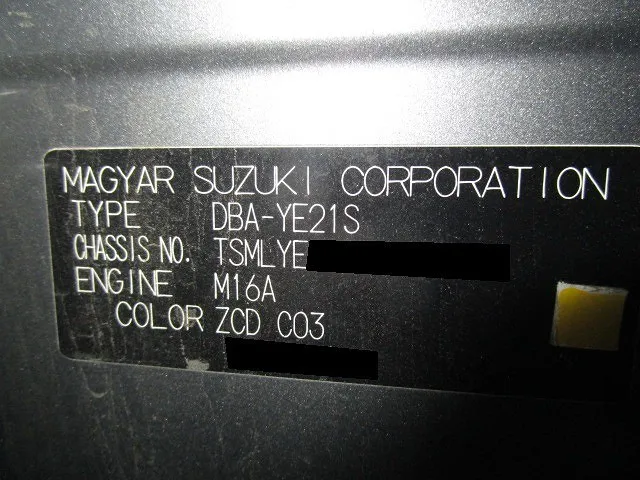 MAGYAR SUZUKI CORPORATION
TYPE DBA-YE21S
CHASSIS NO. TSMLYE
ENGINE M16A
COLOR ZCD C03